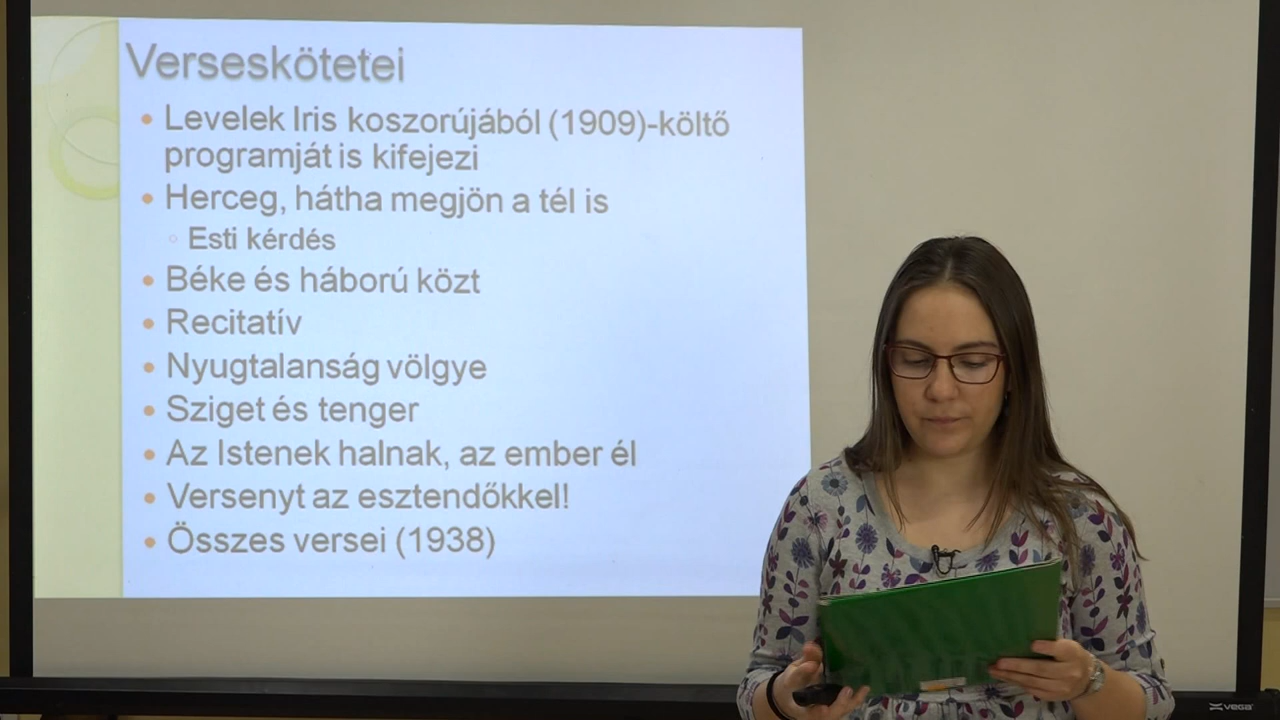 Verseskötetei
Levelek Iris koszorújából (1909)-költő
programját is kifejezi
Herceg, hátha megjön a tél is
Esti kérdés
Béke és háború közt
Recitatív
Nyugtalanság völgye
Sziget és tenger
Az Istenek halnak, az ember él
Versenyt az esztendőkkel!
Összes versei (1938)
VEGA